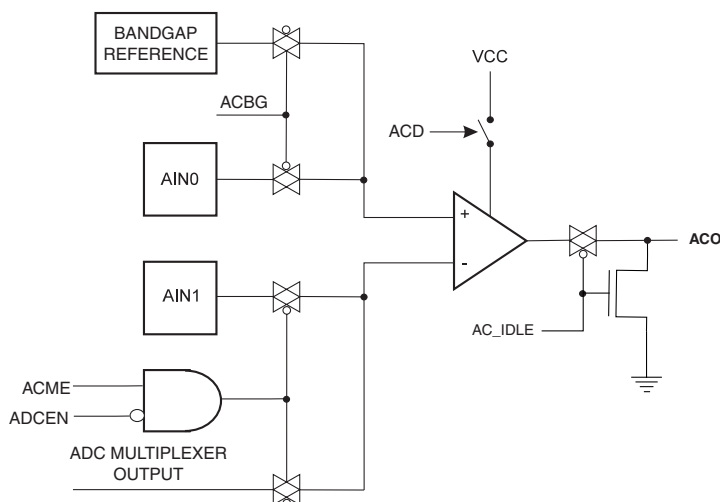 BANDGAP
REFERENCE
VCC
ACBG
ACD
AIN0
+
ACO
-
AIN1
AC_IDLE
ACME
ADCEN
ADC MULTIPLEXER
OUTPUT